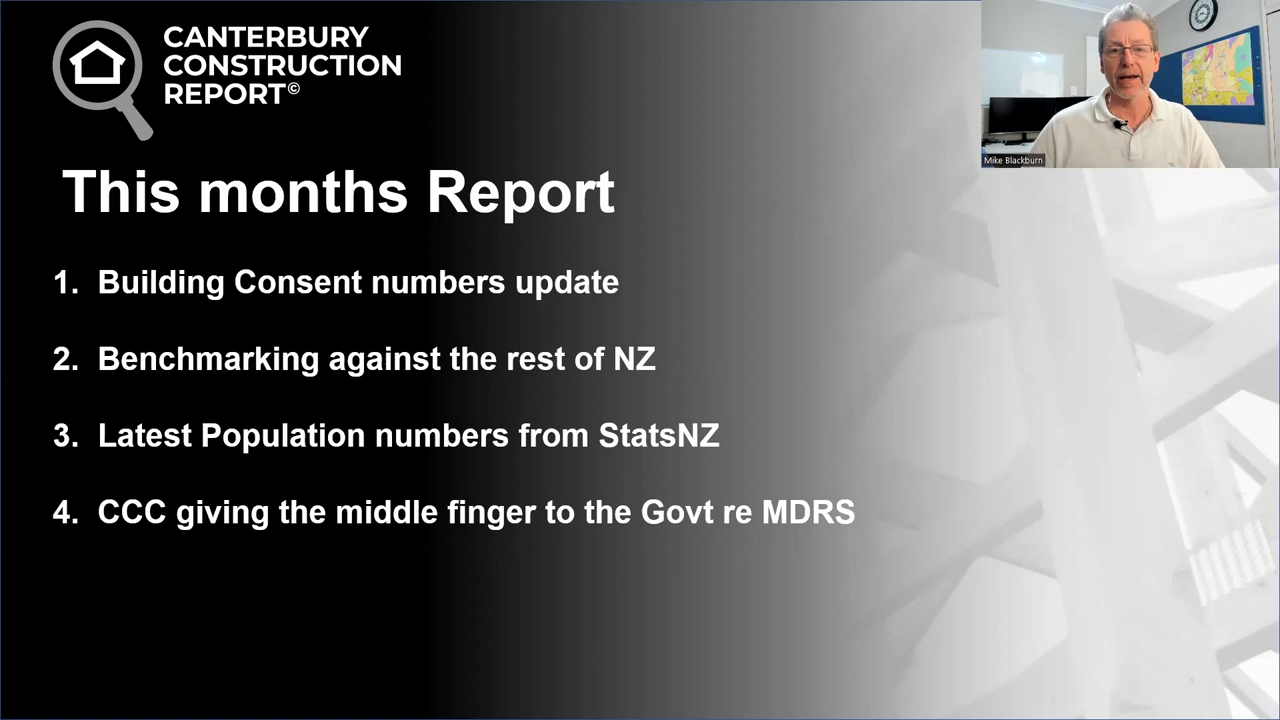 CANTERBURY
CONSTRUCTION
REPORT©
Mike Blackburn
This months Report
1. Building Consent numbers update
2. Benchmarking against the rest of NZ
3. Latest Population numbers from StatsNZ
4. CCC giving the middle finger to the Govt re MDRS